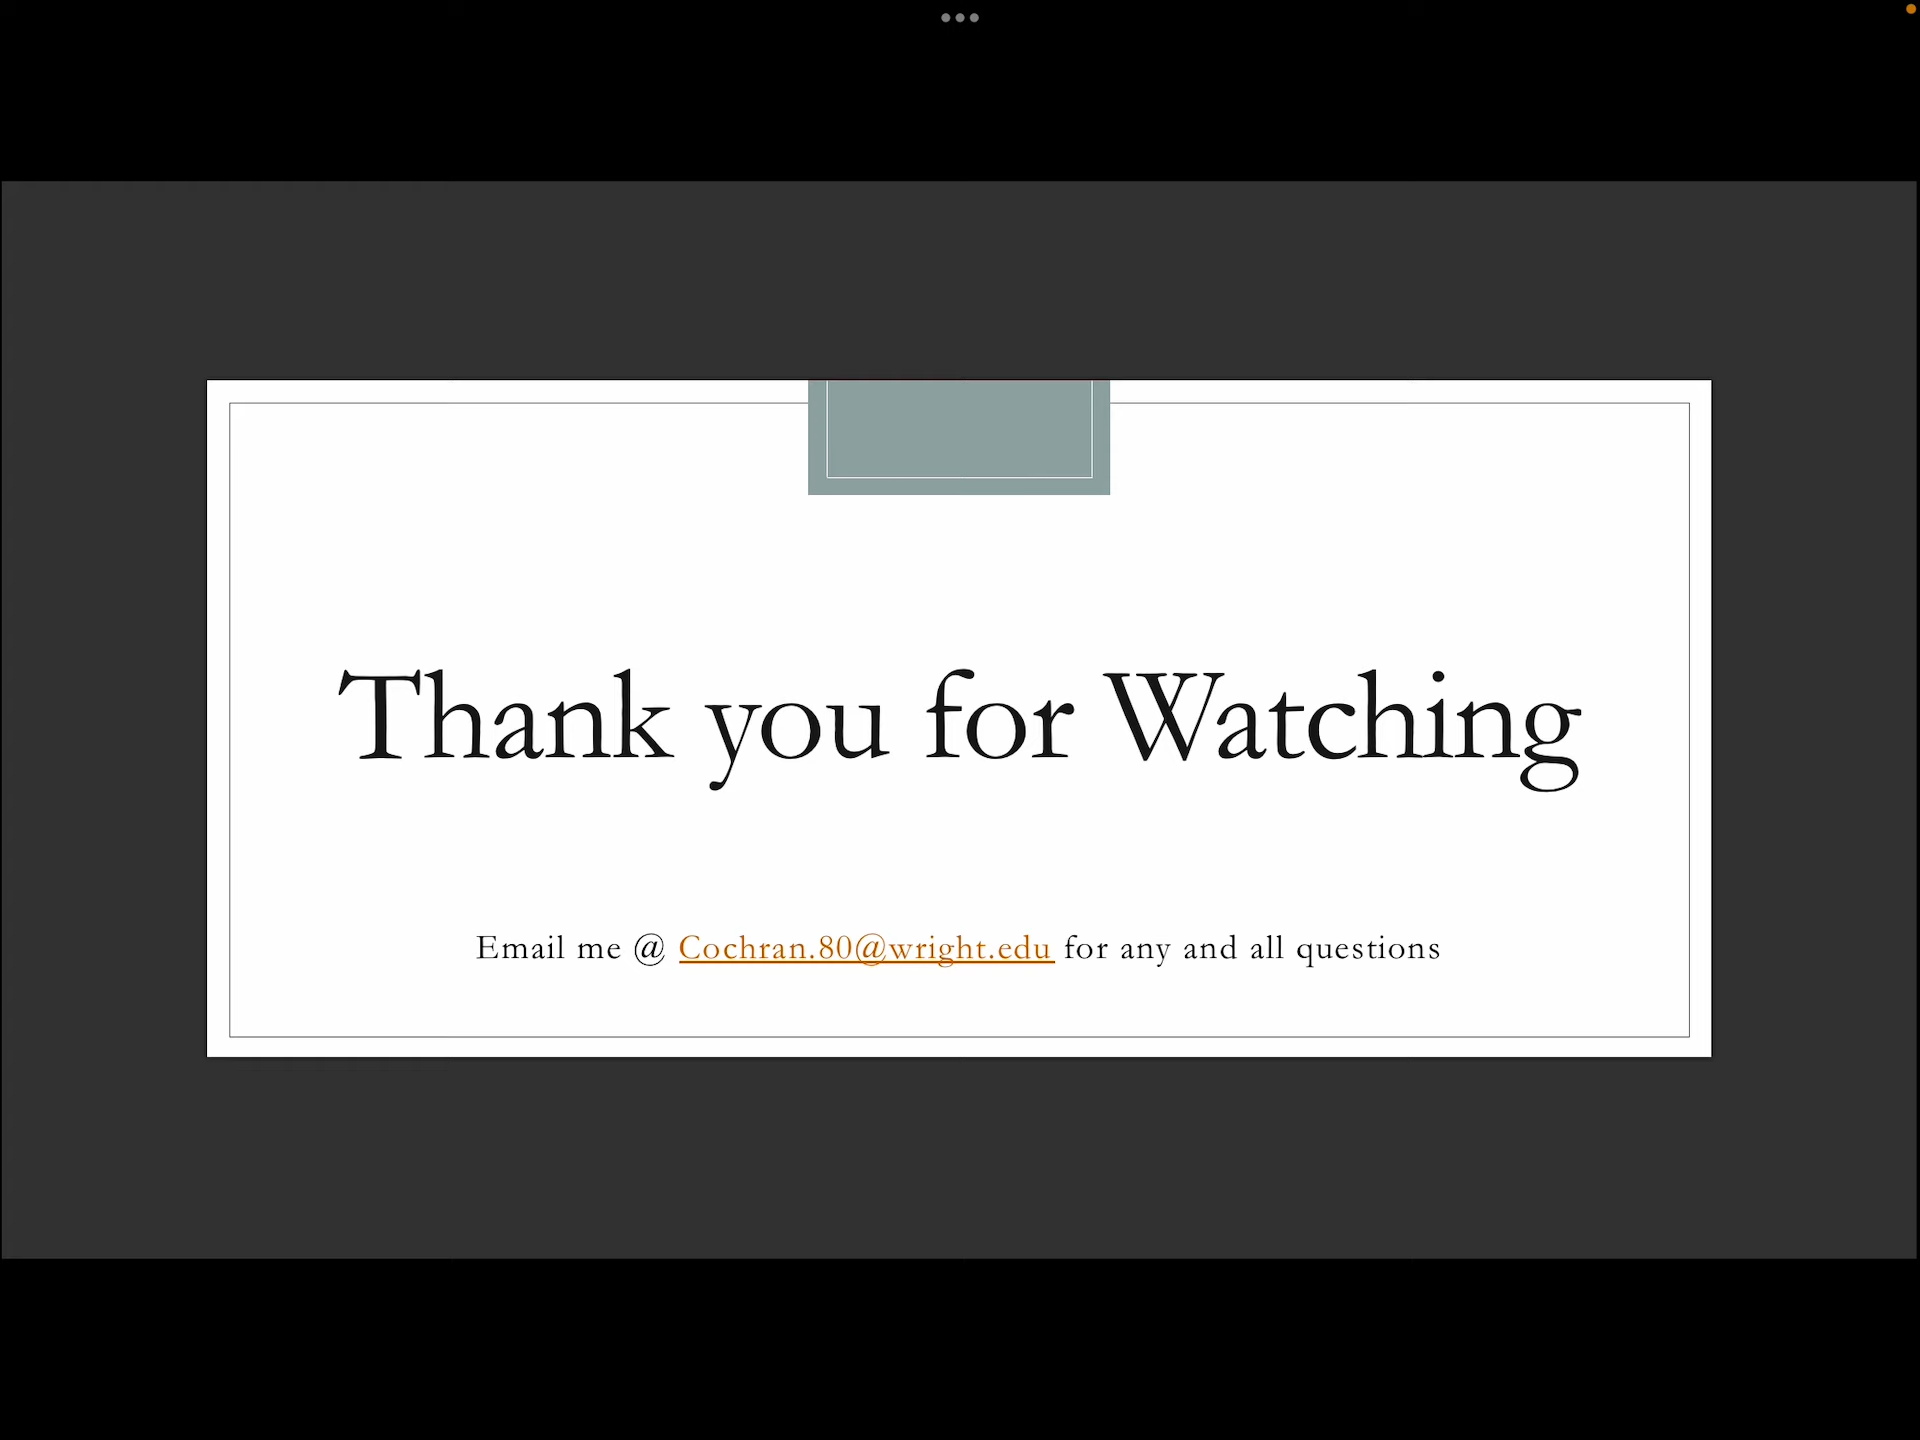 Thank you for Watching
Email me @ Cochran.80@wright.edu for any and all questions